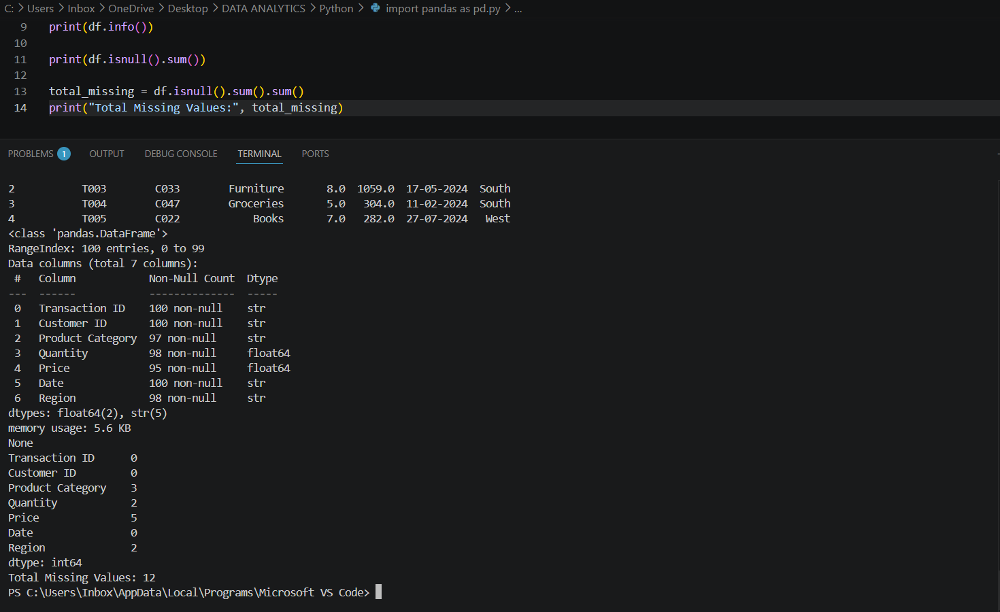 C: > Users > Inbox > OneDrive > Desktop > DATA ANALYTICS > Python > import pandas as pd.py > ...
9 print(df.info())
10
11 print(df.isnull().sum())
12
13 total_missing = df.isnull().sum().sum()
14 print("Total Missing Values:", total_missing)
PROBLEMS 1 OUTPUT DEBUG CONSOLE TERMINAL PORTS
2 T003 C033 Furniture 8.0 1059.0 17-05-2024 South
3 T004 C047 Groceries 5.0 304.0 11-02-2024 South
4 T005 C022 Books 7.0 282.0 27-07-2024 West
<class 'pandas.DataFrame'>
RangeIndex: 100 entries, 0 to 99
Data columns (total 7 columns):
# Column Non-Null Count Dtype
--- ------ -------------- -----
0 Transaction ID 100 non-null str
1 Customer ID 100 non-null str
2 Product Category 97 non-null str
3 Quantity 98 non-null float64
4 Price 95 non-null float64
5 Date 100 non-null str
6 Region 98 non-null str
dtypes: float64(2), str(5)
memory usage: 5.6 KB
None
Transaction ID 0
Customer ID 0
Product Category 3
Quantity 2
Price 5
Date 0
Region 2
dtype: int64
Total Missing Values: 12
PS C:\Users\Inbox\AppData\Local\Programs\Microsoft VS Code>